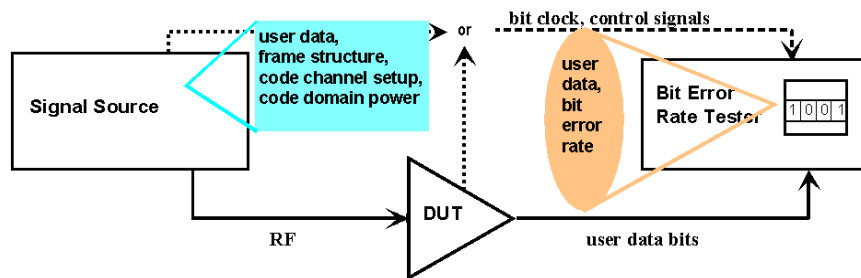 bit clock, control signals
or
user data,
frame structure,
code channel setup,
code domain power
Signal Source
user
data,
bit
error
rate
Bit Error
Rate Tester
1 0 0 1
DUT
RF
user data bits